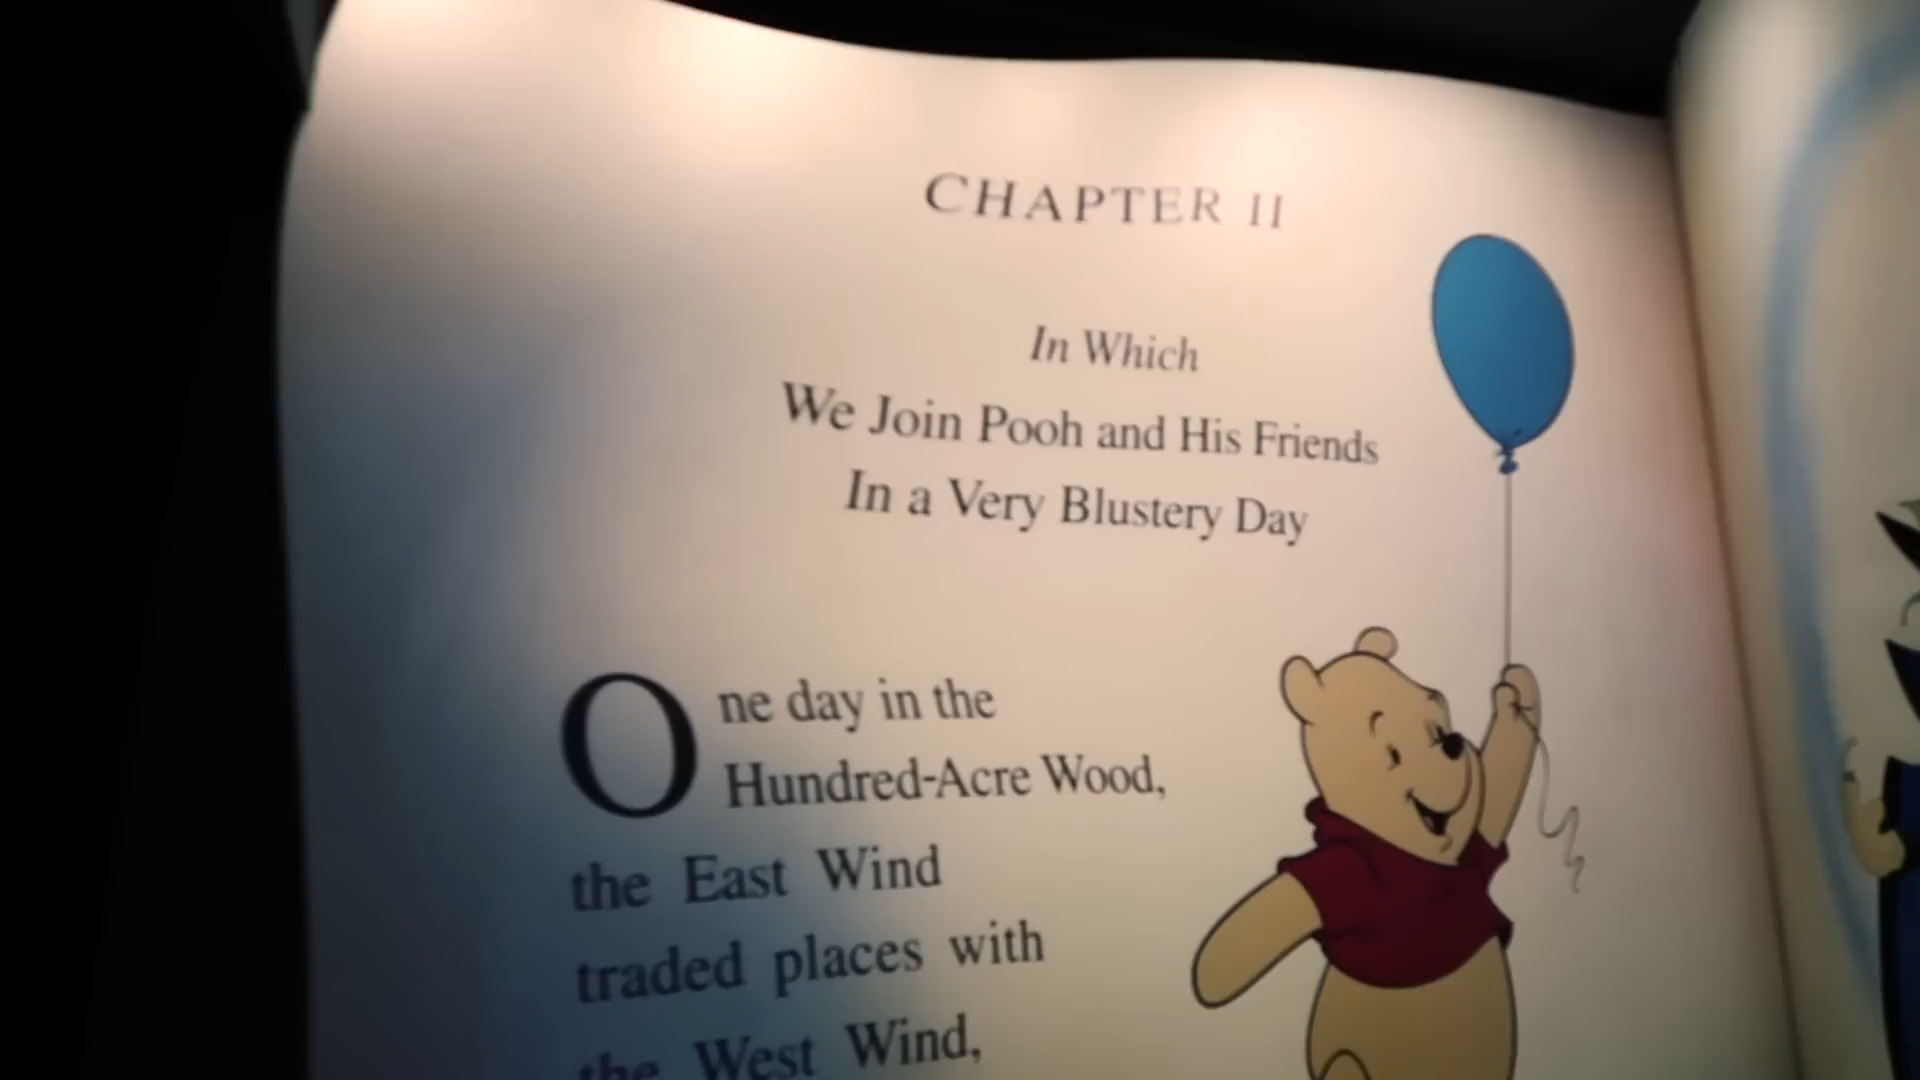 CHAPTER II
In Which
We Join Pooh and His Friends
In a Very Blustery Day
One day in the
Hundred-Acre Wood,
the East Wind
traded places with
the West Wind,